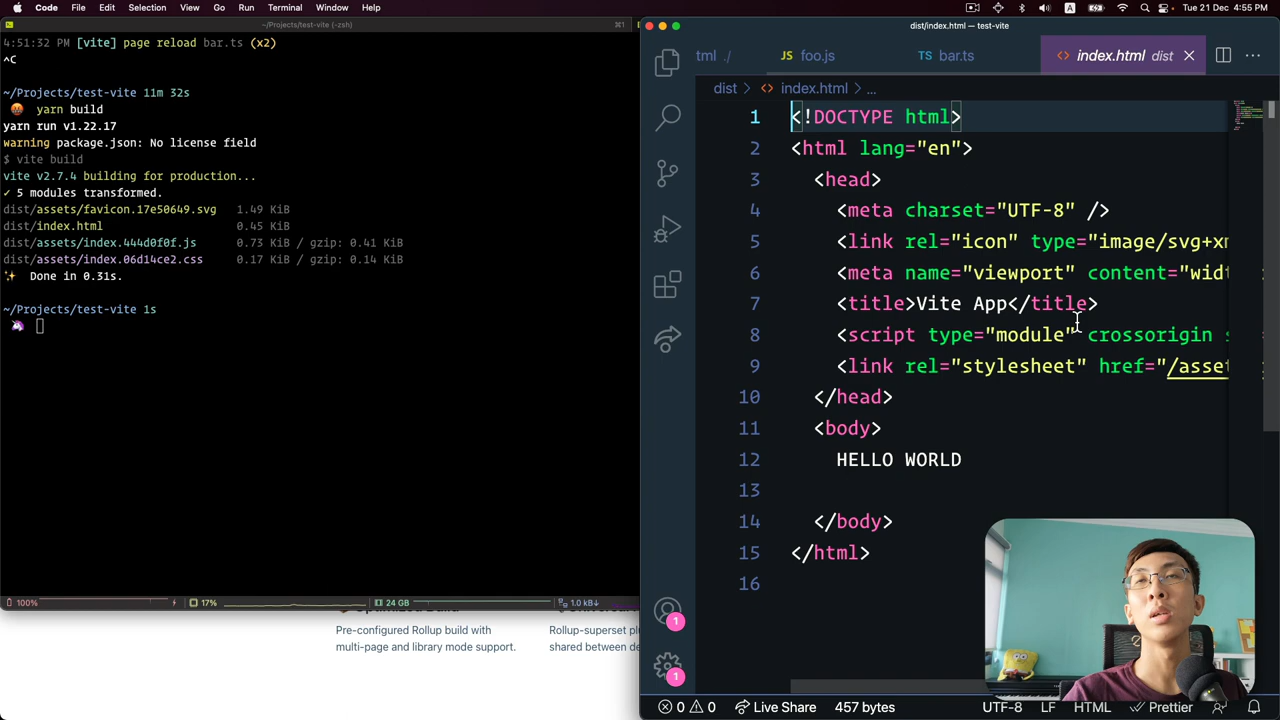 Code File Edit Selection View Go Run Terminal Window Help
A Tue 21 Dec 4:55 PM
~/Projects/test-vite (-zsh)
⌘1
4:51:32 PM [vite] page reload bar.ts (x2)
^C
~/Projects/test-vite 11m 32s
yarn build
yarn run v1.22.17
warning package.json: No license field
$ vite build
vite v2.7.4 building for production...
✓ 5 modules transformed.
dist/assets/favicon.17e50649.svg 1.49 KiB
dist/index.html 0.45 KiB
dist/assets/index.444d0f0f.js 0.73 KiB / gzip: 0.41 KiB
dist/assets/index.06d14ce2.css 0.17 KiB / gzip: 0.14 KiB
✨ Done in 0.31s.
~/Projects/test-vite 1s
100% 17% 24 GB 1.0 kB↓
Optimized Build
Pre-configured Rollup build with
multi-page and library mode support.
Rollup-superset pl
shared between de
dist/index.html — test-vite
tml ./ JS foo.js TS bar.ts <> index.html dist
dist > <> index.html > ...
1 <!DOCTYPE html>
2 <html lang="en">
3 <head>
4 <meta charset="UTF-8" />
5 <link rel="icon" type="image/svg+xm
6 <meta name="viewport" content="widt
7 <title>Vite App</title>
8 <script type="module" crossorigin s
9 <link rel="stylesheet" href="/asset
10 </head>
11 <body>
12 HELLO WORLD
13
14 </body>
15 </html>
16
1
1
0 0 Live Share 457 bytes UTF-8 LF HTML Prettier